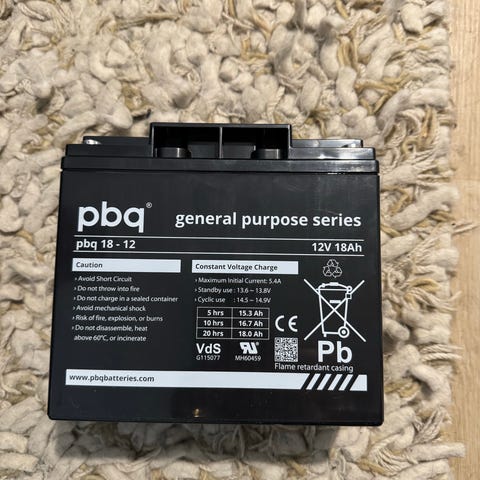 pbq®
general purpose series
pbq 18 - 12
12V 18Ah
Caution
› Avoid Short Circuit
› Do not throw into fire
› Do not charge in a sealed container
› Avoid mechanical shock
› Risk of fire, explosion, or burns
› Do not disassemble, heat
above 60°C, or incinerate
Constant Voltage Charge
› Maximum Initial Current: 5.4A
› Standby use : 13.6 ~ 13.8V
› Cyclic use : 14.5 ~ 14.9V
5 hrs 15.3 Ah
10 hrs 16.7 Ah
20 hrs 18.0 Ah
VdS
G115077
MH60459
CE
Pb
Flame retardant casing
www.pbqbatteries.com